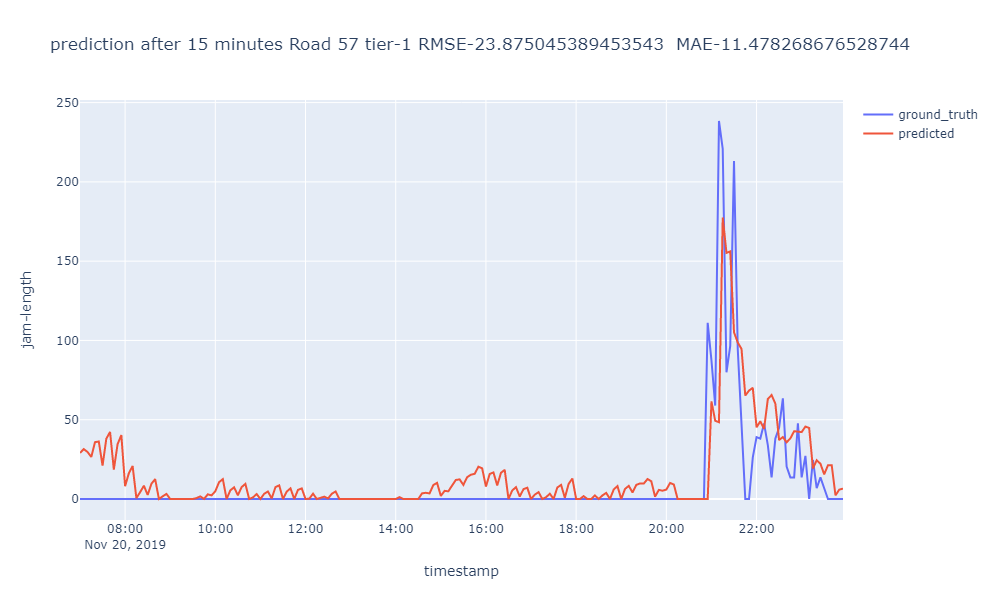 prediction after 15 minutes Road 57 tier-1 RMSE-23.875045389453543  MAE-11.478268676528744
ground_truth
predicted
250
200
150
100
50
0
jam-length
08:00 10:00 12:00 14:00 16:00 18:00 20:00 22:00
Nov 20, 2019
timestamp